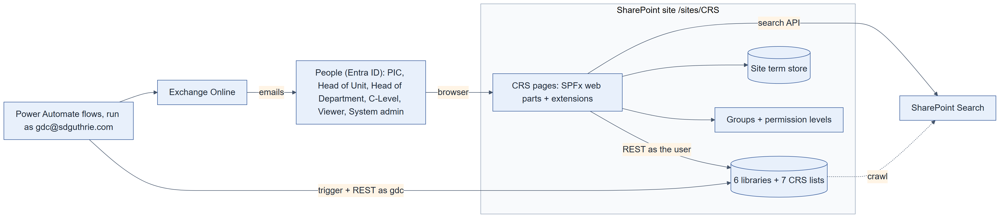 SharePoint site /sites/CRS
search API
Site term store
People (Entra ID): PIC,
Head of Unit, Head of
Department, C-Level,
Viewer, System admin
CRS pages: SPFx web
parts + extensions
Exchange Online
emails
browser
Power Automate flows, run
as gdc@sdguthrie.com
Groups + permission levels
SharePoint Search
REST as the user
6 libraries + 7 CRS lists
crawl
trigger + REST as gdc